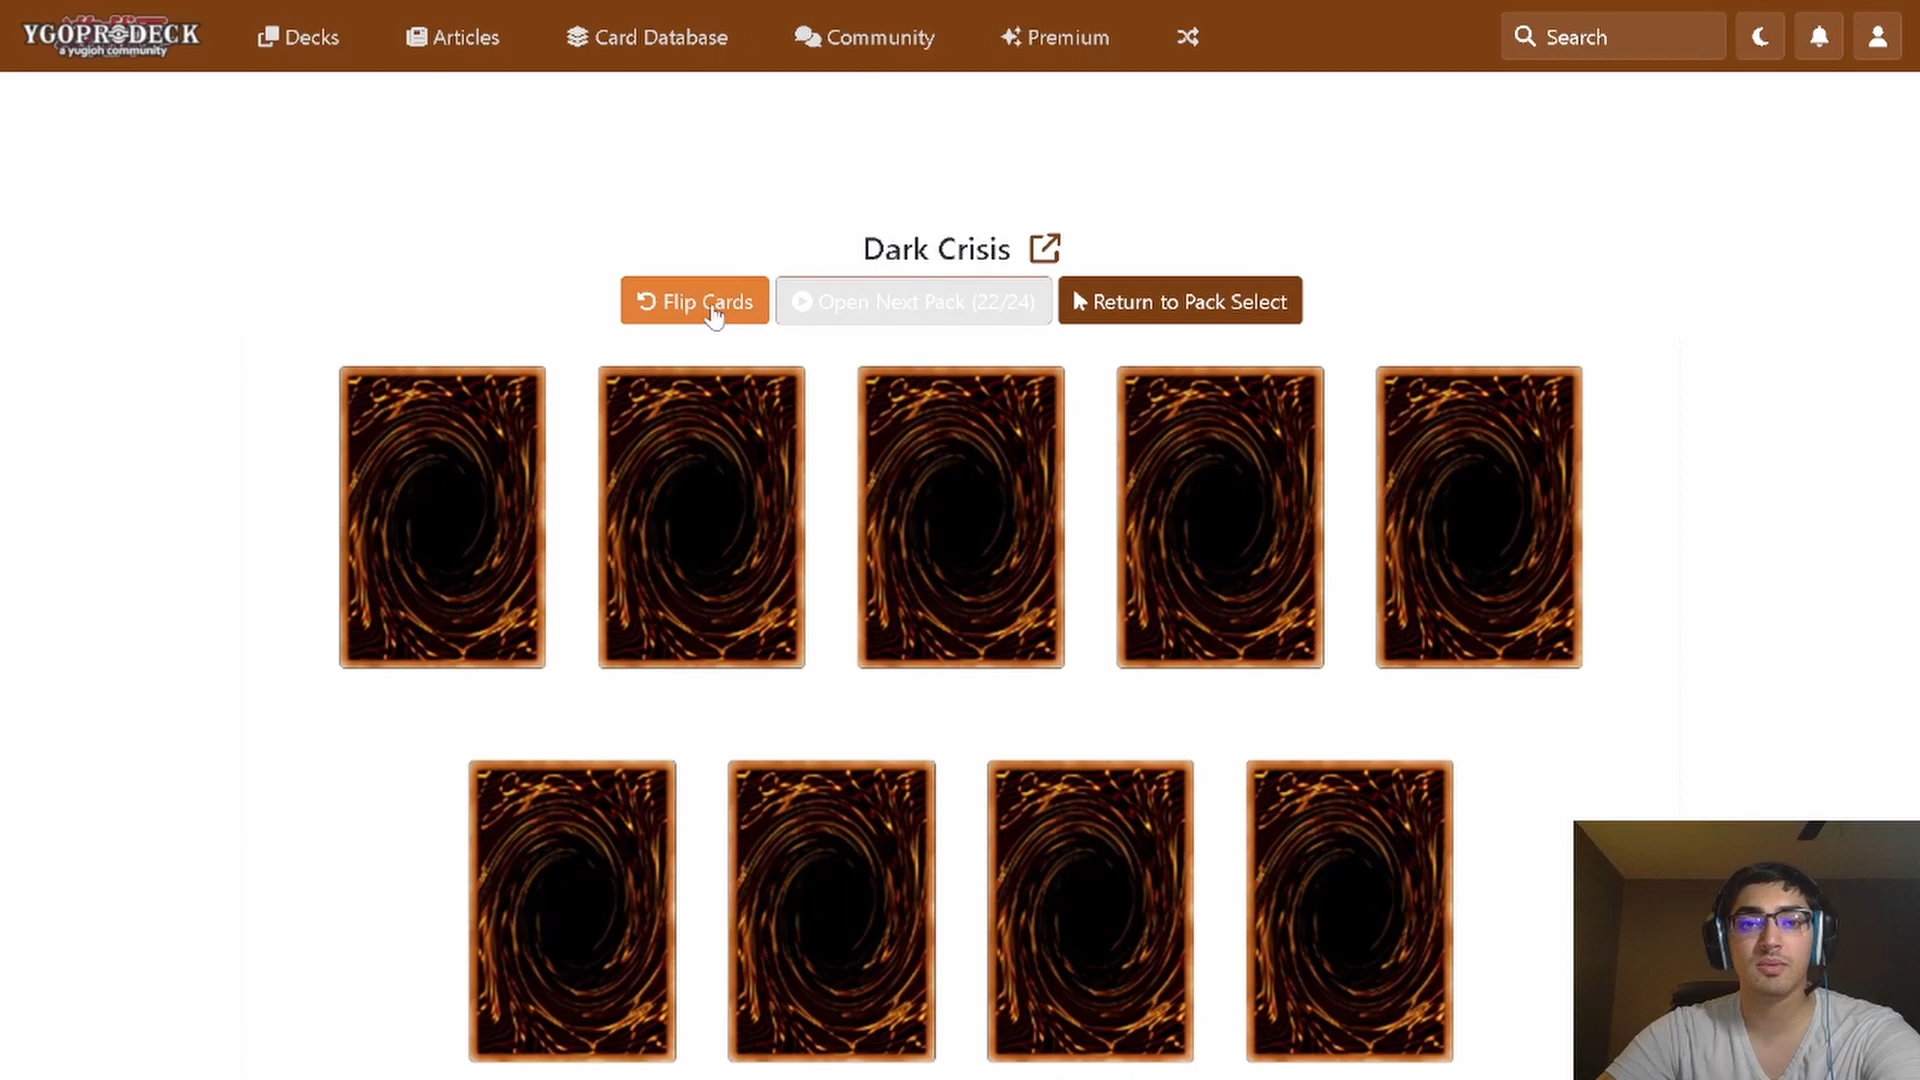 YGOPRODECK
a yugioh community
Decks
Articles
Card Database
Community
Premium
Search
Dark Crisis
Flip Cards
Open Next Pack (22/24)
Return to Pack Select